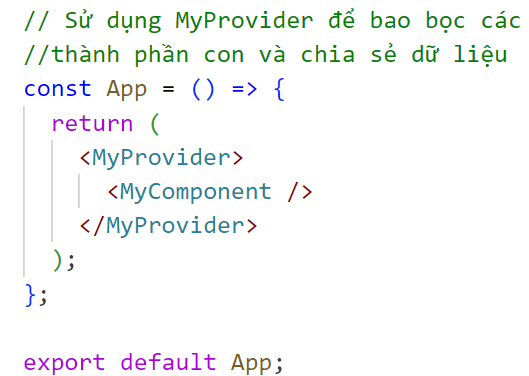 // Sử dụng MyProvider để bao bọc các
//thành phần con và chia sẻ dữ liệu
const App = () => {
  return (
    <MyProvider>
      <MyComponent />
    </MyProvider>
  );
};

export default App;